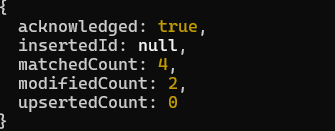 {
  acknowledged: true,
  insertedId: null,
  matchedCount: 4,
  modifiedCount: 2,
  upsertedCount: 0
}